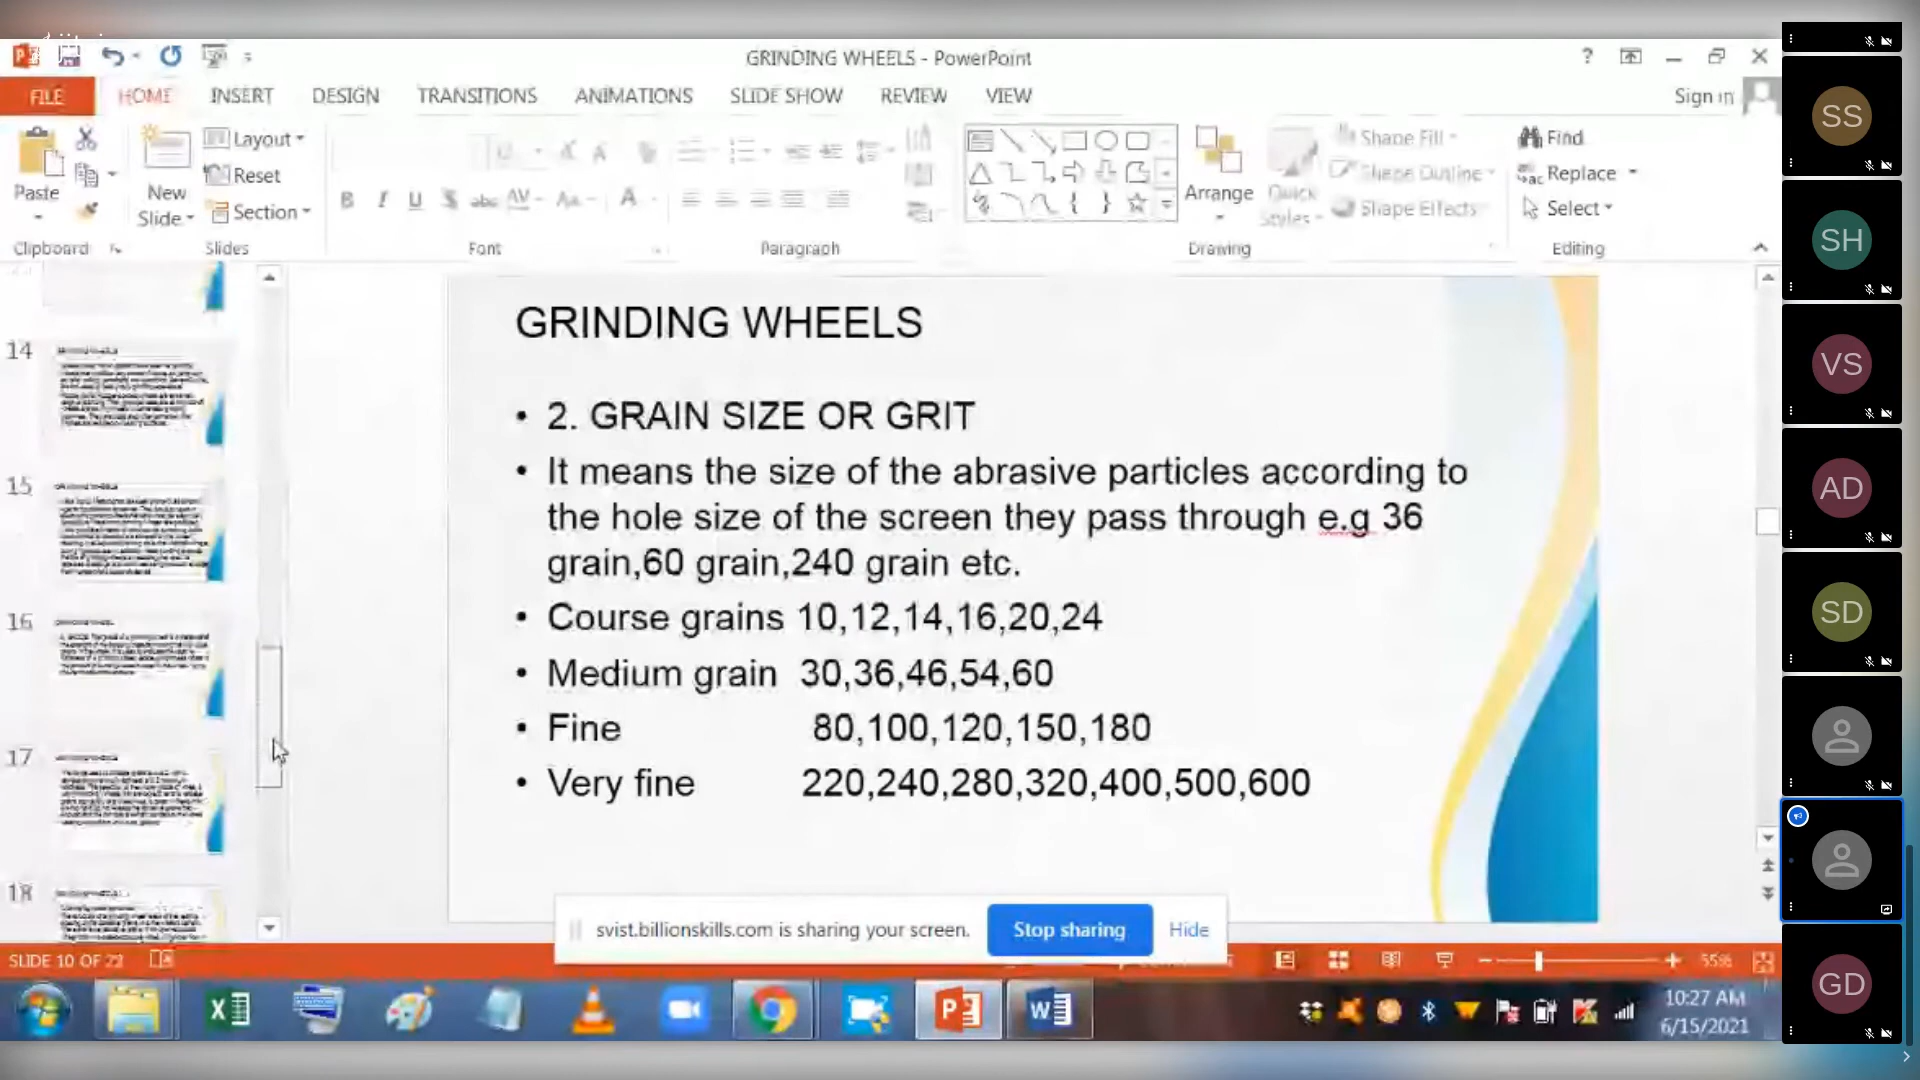 GRINDING WHEELS - PowerPoint
?
FILE HOME INSERT DESIGN TRANSITIONS ANIMATIONS SLIDE SHOW REVIEW VIEW
Sign in
Paste
New
Slide
Layout
Reset
Section
B I U S abc AV Aa A
Arrange
Quick
Styles
Shape Fill
Shape Outline
Shape Effects
Find
Replace
Select
Clipboard Slides Font Paragraph Drawing Editing
14
15
16
17
18
GRINDING WHEELS
• 2. GRAIN SIZE OR GRIT
• It means the size of the abrasive particles according to
the hole size of the screen they pass through e.g 36
grain,60 grain,240 grain etc.
• Course grains 10,12,14,16,20,24
• Medium grain 30,36,46,54,60
• Fine 80,100,120,150,180
• Very fine 220,240,280,320,400,500,600
svist.billionskills.com is sharing your screen.
Stop sharing
Hide
SLIDE 10 OF 22
55%
10:27 AM
6/15/2021
SS
SH
VS
AD
SD
GD